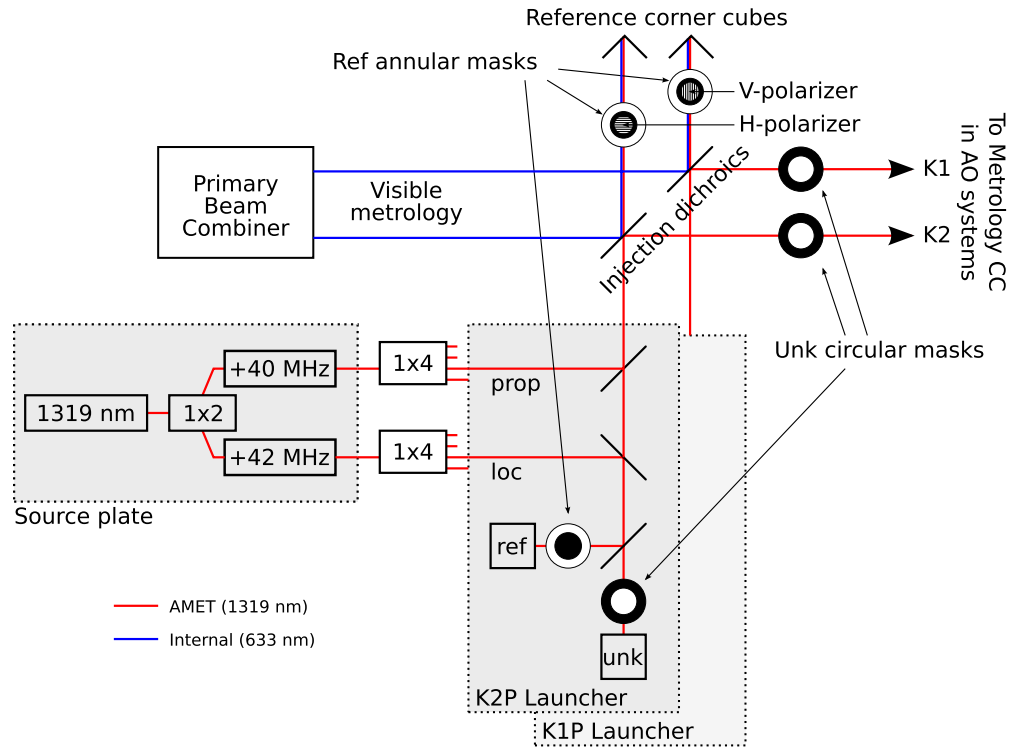 Reference corner cubes
Ref annular masks
V-polarizer
H-polarizer
Primary
Beam
Combiner
Visible
metrology
Injection dichroics
K1
K2
To Metrology CC
in AO systems
Unk circular masks
1319 nm
1x2
+40 MHz
+42 MHz
1x4
1x4
prop
loc
Source plate
ref
unk
AMET (1319 nm)
Internal (633 nm)
K2P Launcher
K1P Launcher